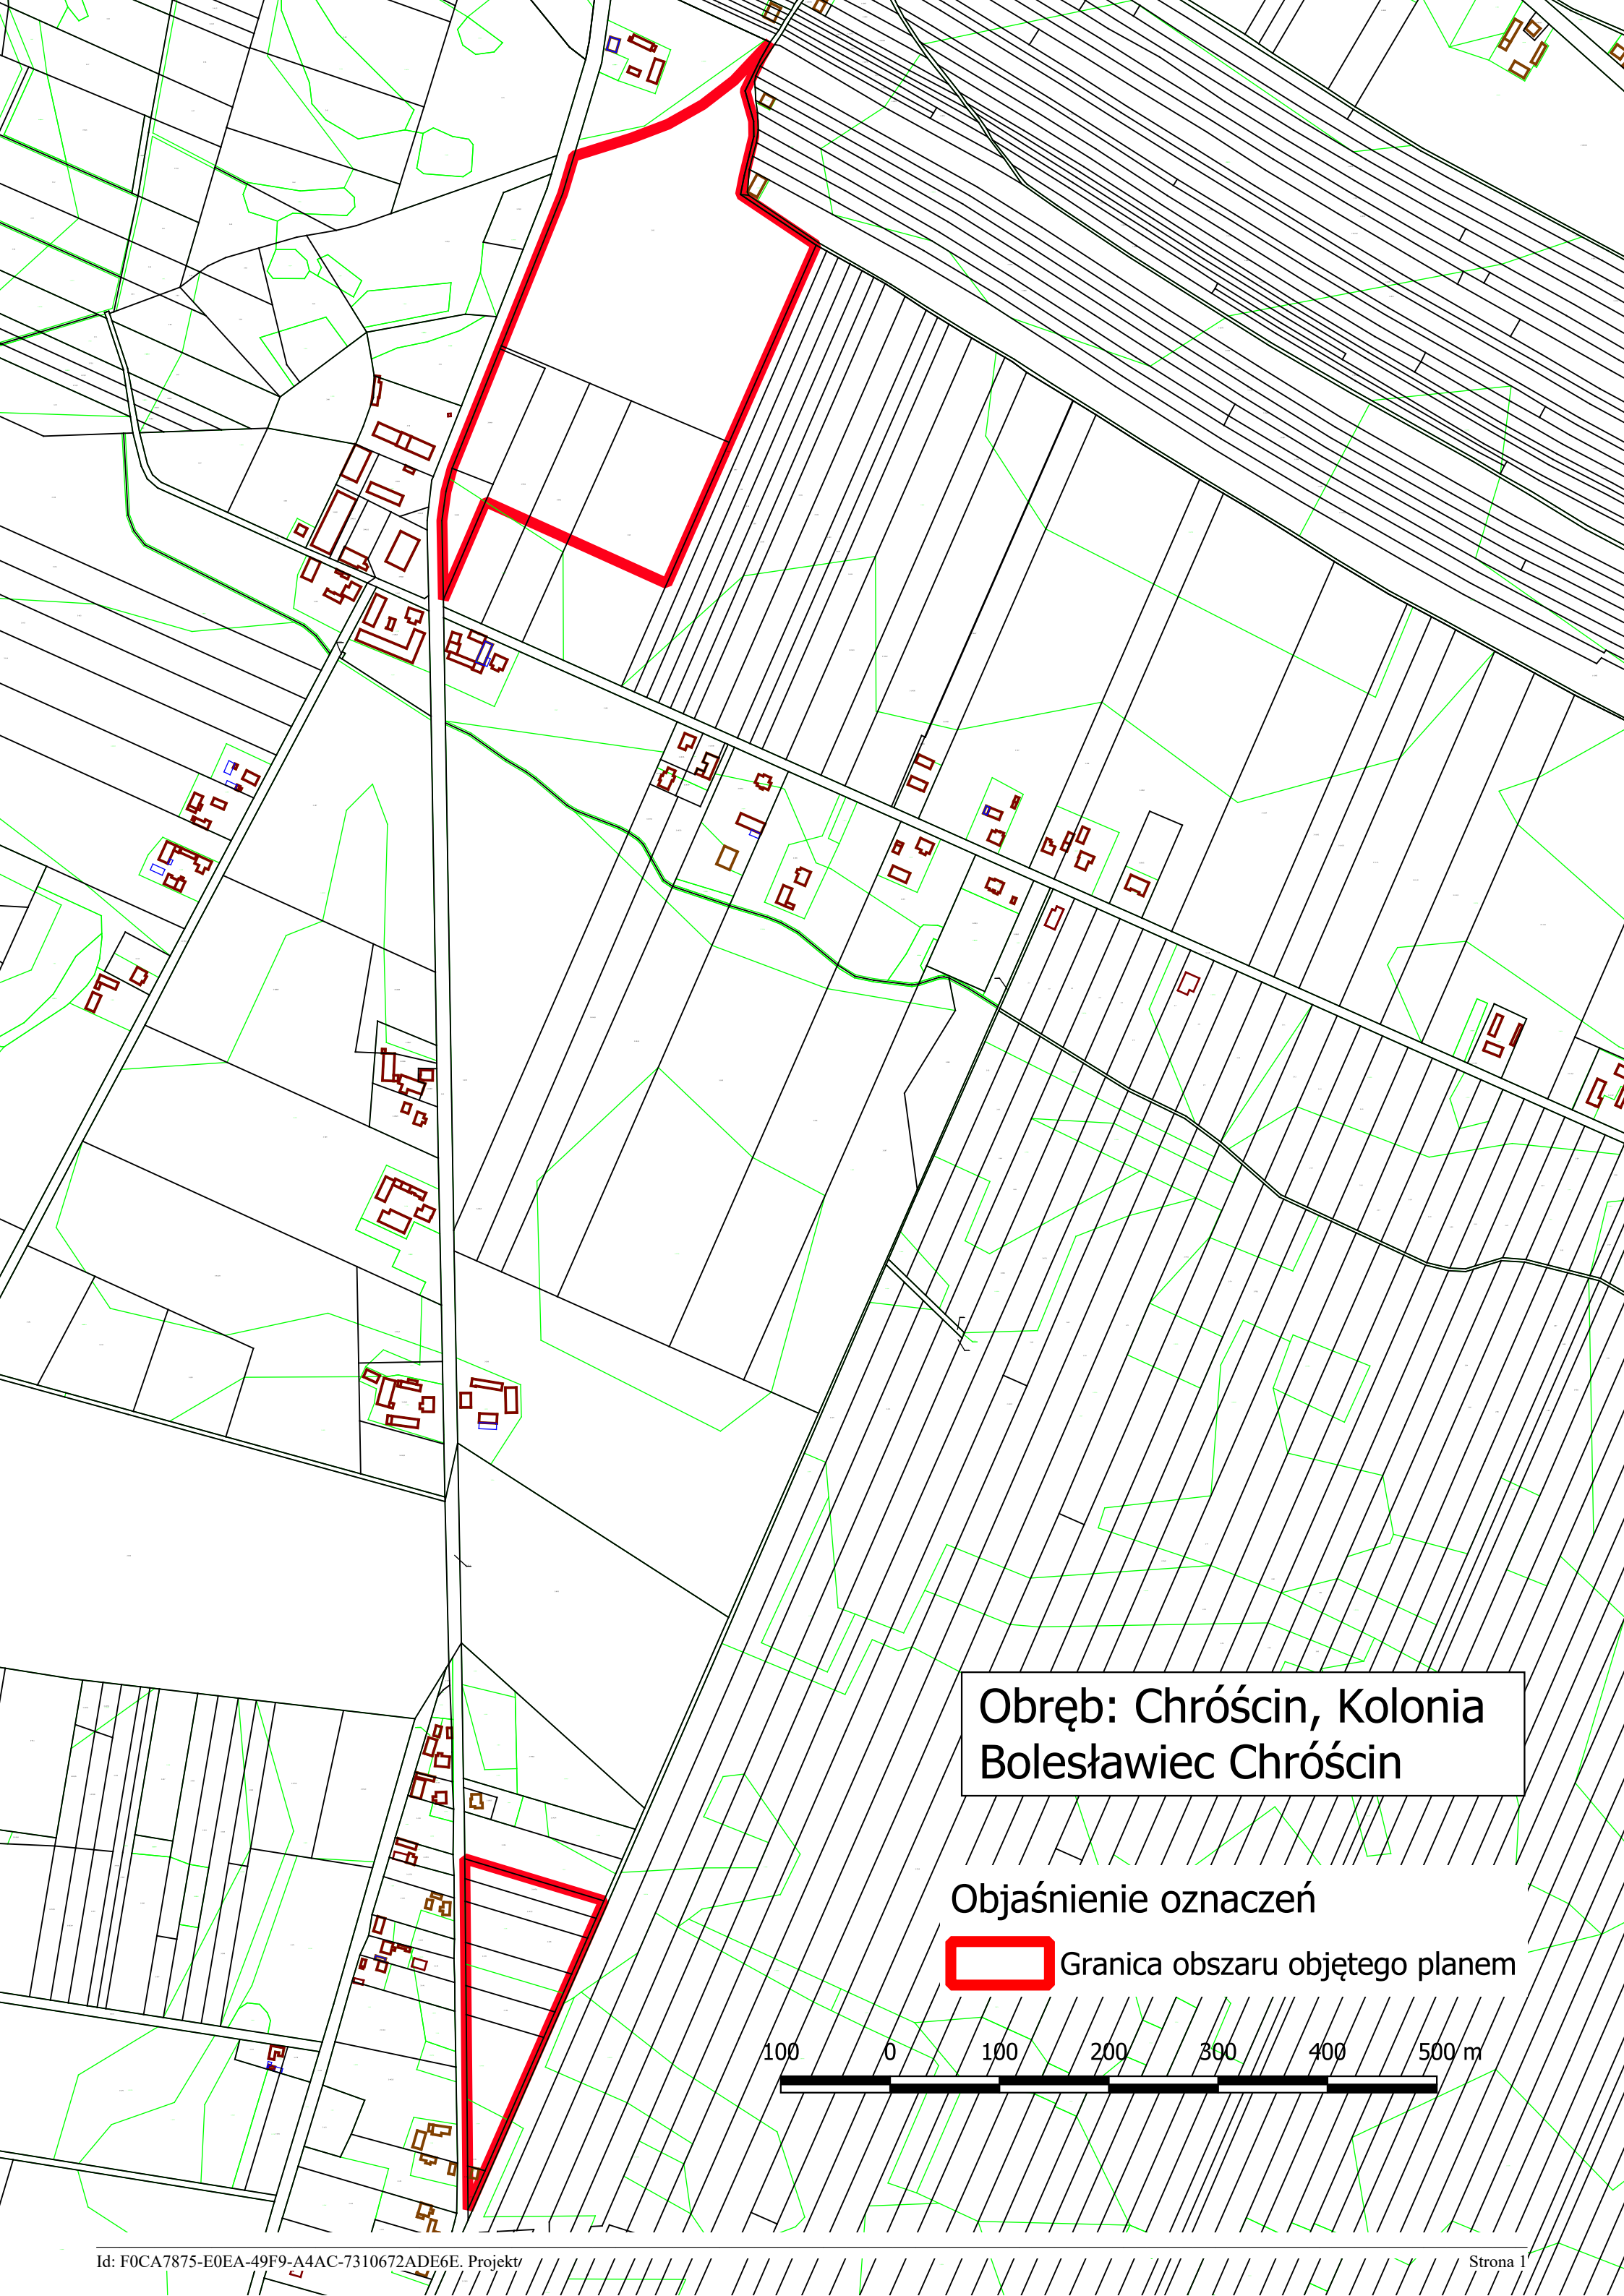 Obręb: Chróścin, Kolonia
Bolesławiec Chróścin
Objaśnienie oznaczeń
Granica obszaru objętego planem
100 0 100 200 300 400 500 m
Id: F0CA7875-E0EA-49F9-A4AC-7310672ADE6E. Projekt
Strona 1